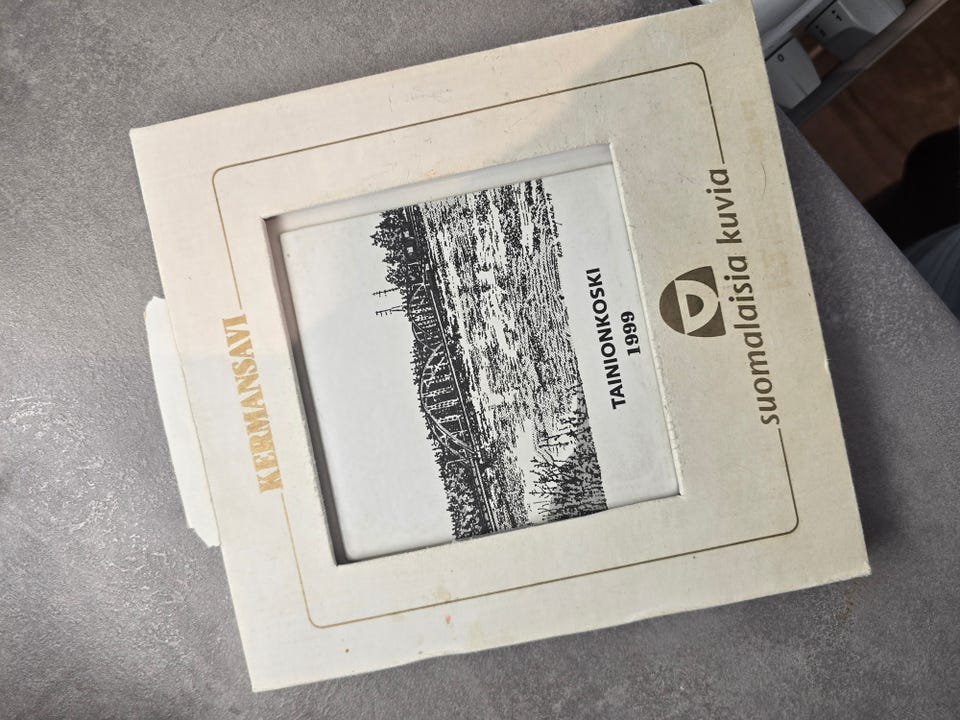 KERMANSAVI
TAINIONKOSKI
1999
suomalaisia kuvia